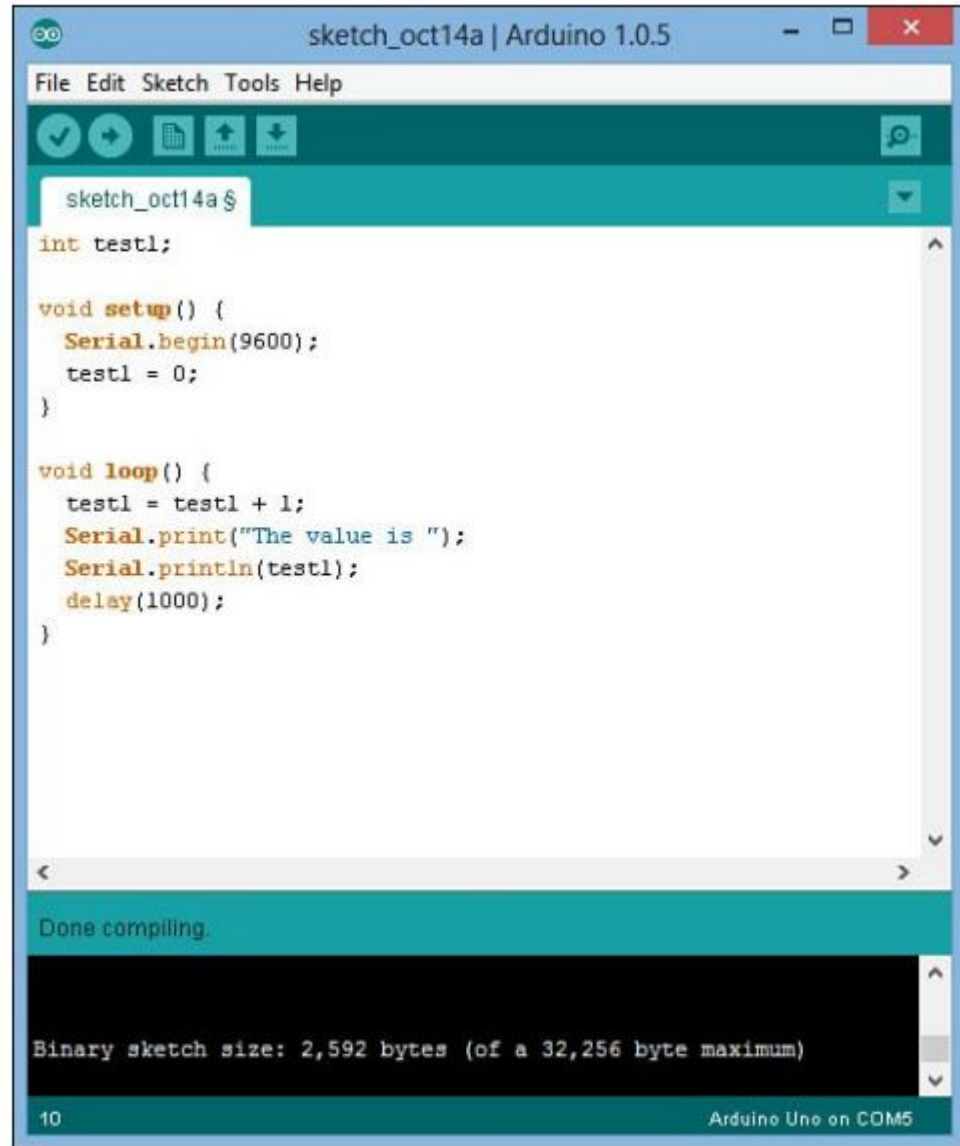 sketch_oct14a | Arduino 1.0.5
File Edit Sketch Tools Help
sketch_oct14a §
int test1;
void setup() {
Serial.begin(9600);
test1 = 0;
}
void loop() {
test1 = test1 + 1;
Serial.print("The value is ");
Serial.println(test1);
delay(1000);
}
Done compiling.
Binary sketch size: 2,592 bytes (of a 32,256 byte maximum)
10 Arduino Uno on COM5